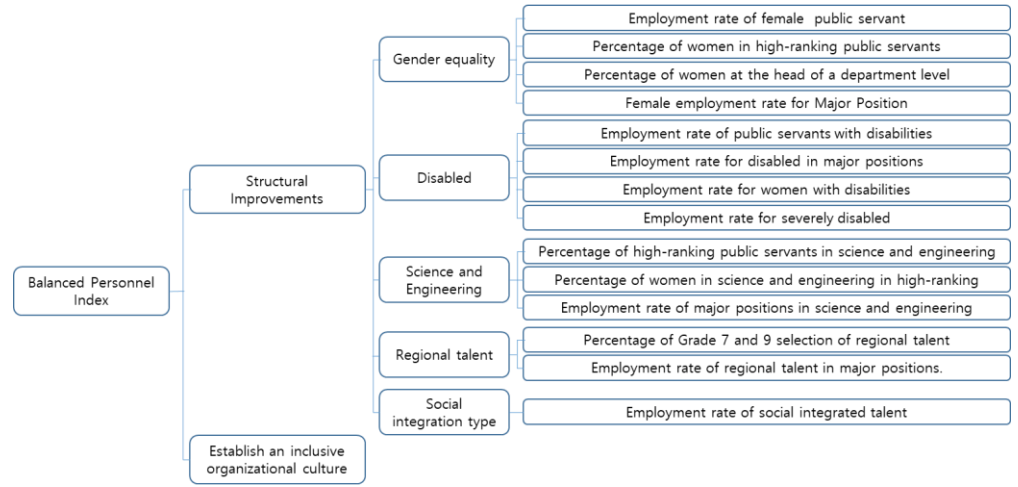 Balanced Personnel
Index
Structural
Improvements
Gender equality
Employment rate of female public servant
Percentage of women in high-ranking public servants
Percentage of women at the head of a department level
Female employment rate for Major Position
Disabled
Employment rate of public servants with disabilities
Employment rate for disabled in major positions
Employment rate for women with disabilities
Employment rate for severely disabled
Science and
Engineering
Percentage of high-ranking public servants in science and engineering
Percentage of women in science and engineering in high-ranking
Employment rate of major positions in science and engineering
Regional talent
Percentage of Grade 7 and 9 selection of regional talent
Employment rate of regional talent in major positions.
Social
integration type
Employment rate of social integrated talent
Establish an inclusive
organizational culture